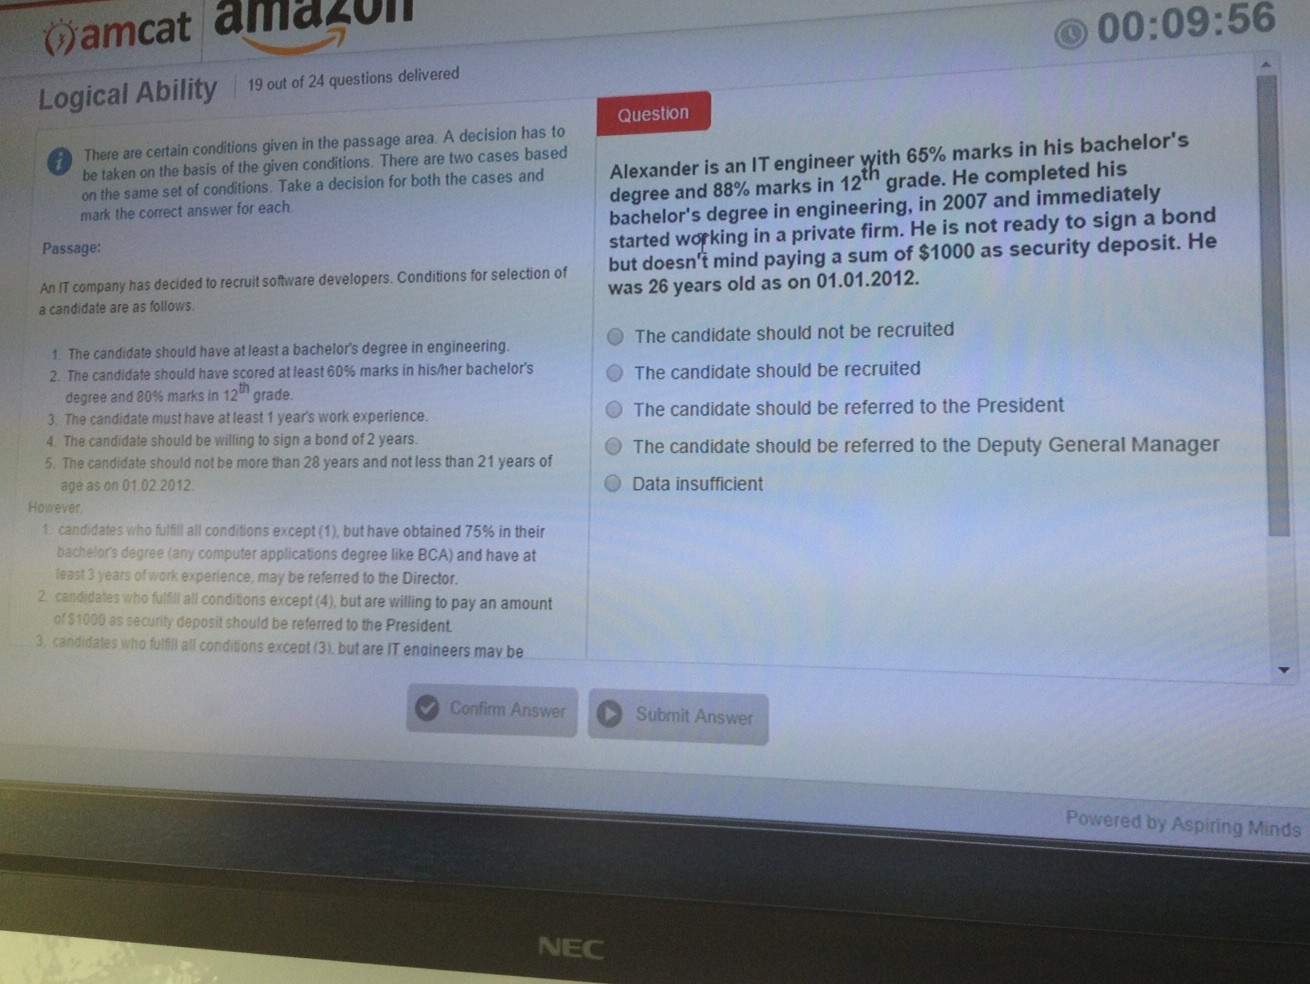 amcat
amazon
00:09:56
Logical Ability
19 out of 24 questions delivered
There are certain conditions given in the passage area. A decision has to
be taken on the basis of the given conditions. There are two cases based
on the same set of conditions. Take a decision for both the cases and
mark the correct answer for each.
Passage:
An IT company has decided to recruit software developers. Conditions for selection of
a candidate are as follows.
1. The candidate should have at least a bachelor's degree in engineering.
2. The candidate should have scored at least 60% marks in his/her bachelor's
degree and 80% marks in 12th grade.
3. The candidate must have at least 1 year's work experience.
4. The candidate should be willing to sign a bond of 2 years.
5. The candidate should not be more than 28 years and not less than 21 years of
age as on 01.02.2012.
However,
1. candidates who fulfill all conditions except (1), but have obtained 75% in their
bachelor's degree (any computer applications degree like BCA) and have at
least 3 years of work experience, may be referred to the Director.
2. candidates who fulfill all conditions except (4), but are willing to pay an amount
of $1000 as security deposit should be referred to the President.
3. candidates who fulfill all conditions except (3), but are IT engineers may be
Question
Alexander is an IT engineer with 65% marks in his bachelor's
degree and 88% marks in 12th grade. He completed his
bachelor's degree in engineering, in 2007 and immediately
started working in a private firm. He is not ready to sign a bond
but doesn't mind paying a sum of $1000 as security deposit. He
was 26 years old as on 01.01.2012.
The candidate should not be recruited
The candidate should be recruited
The candidate should be referred to the President
The candidate should be referred to the Deputy General Manager
Data insufficient
Confirm Answer
Submit Answer
Powered by Aspiring Minds
NEC